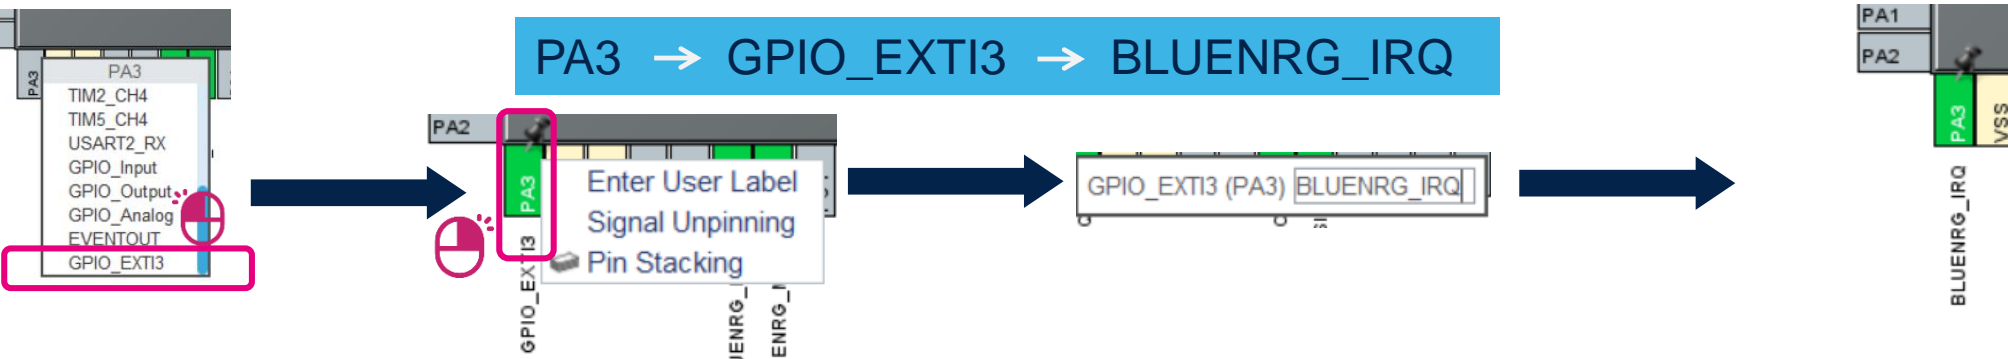 PA3 → GPIO_EXTI3 → BLUENRG_IRQ
PA3
PA3
TIM2_CH4
TIM5_CH4
USART2_RX
GPIO_Input
GPIO_Output
GPIO_Analog
EVENTOUT
GPIO_EXTI3
PA2
PA3
GPIO_EXTI3
Enter User Label
Signal Unpinning
Pin Stacking
GPIO_EXTI3 (PA3) BLUENRG_IRQ
PA1
PA2
PA3
VSS
BLUENRG_IRQ